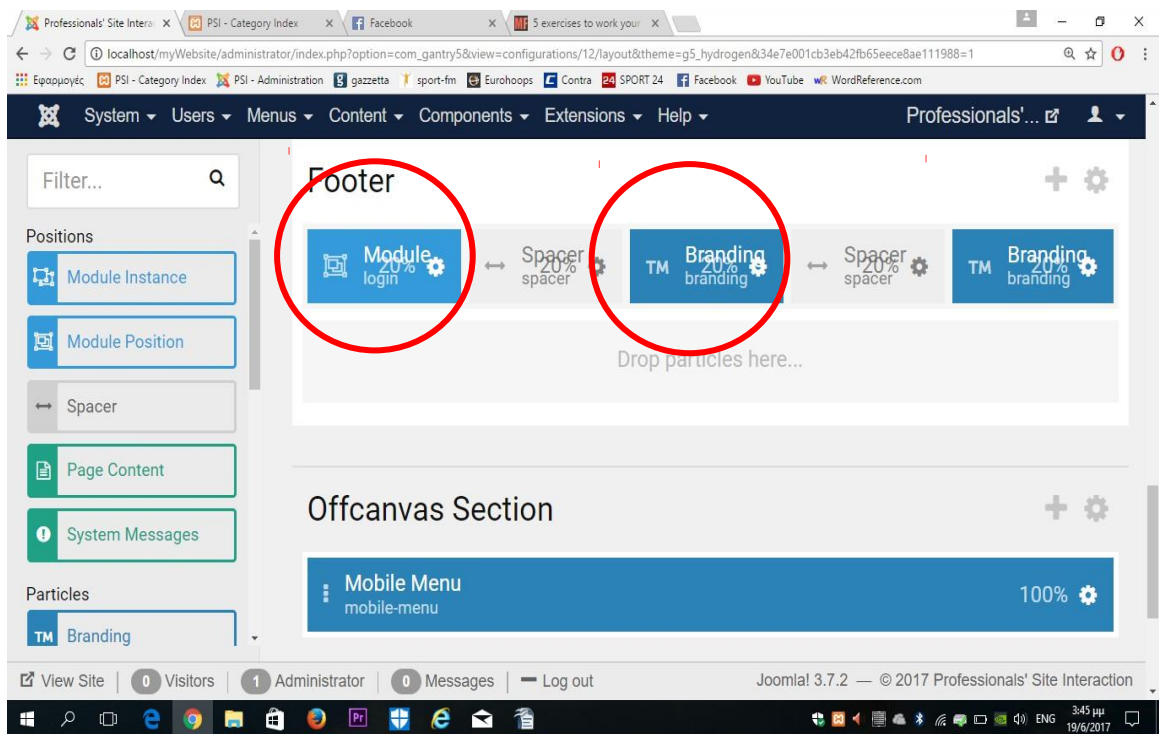 Professionals' Site Intera
PSI - Category Index
Facebook
5 exercises to work your
localhost/myWebsite/administrator/index.php?option=com_gantry5&view=configurations/12/layout&theme=g5_hydrogen&34e7e001cb3eb42fb65eece8ae111988=1
Εφαρμογές PSI - Category Index PSI - Administration gazzetta sport-fm Eurohoops Contra 24 SPORT 24 Facebook YouTube WR WordReference.com
System Users Menus Content Components Extensions Help Professionals'...
Filter...
Positions
Module Instance
Module Position
Spacer
Page Content
System Messages
Particles
TM Branding
Footer
Module 20%
login
Spacer 20%
spacer
TM Branding 20%
branding
Spacer 20%
spacer
TM Branding 20%
branding
Drop particles here...
Offcanvas Section
Mobile Menu
mobile-menu
100%
View Site 0 Visitors 1 Administrator 0 Messages Log out Joomla! 3.7.2 — © 2017 Professionals' Site Interaction
Pr
ENG
3:45 μμ
19/6/2017